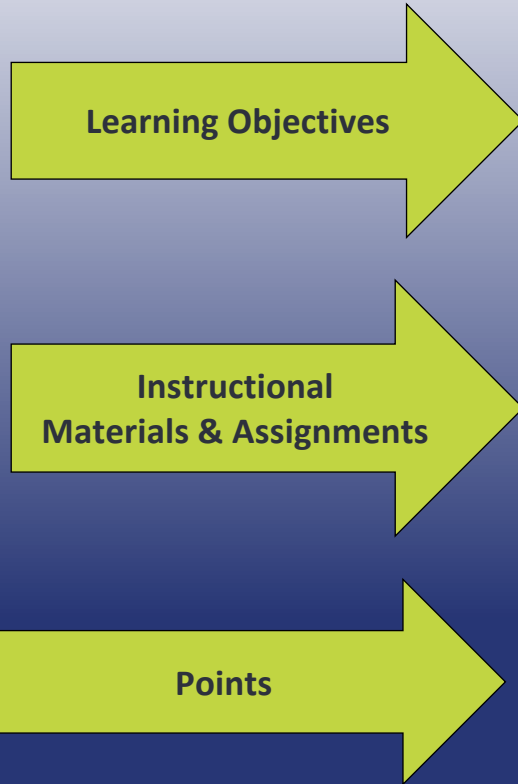 Learning Objectives
Instructional
Materials & Assignments
Points